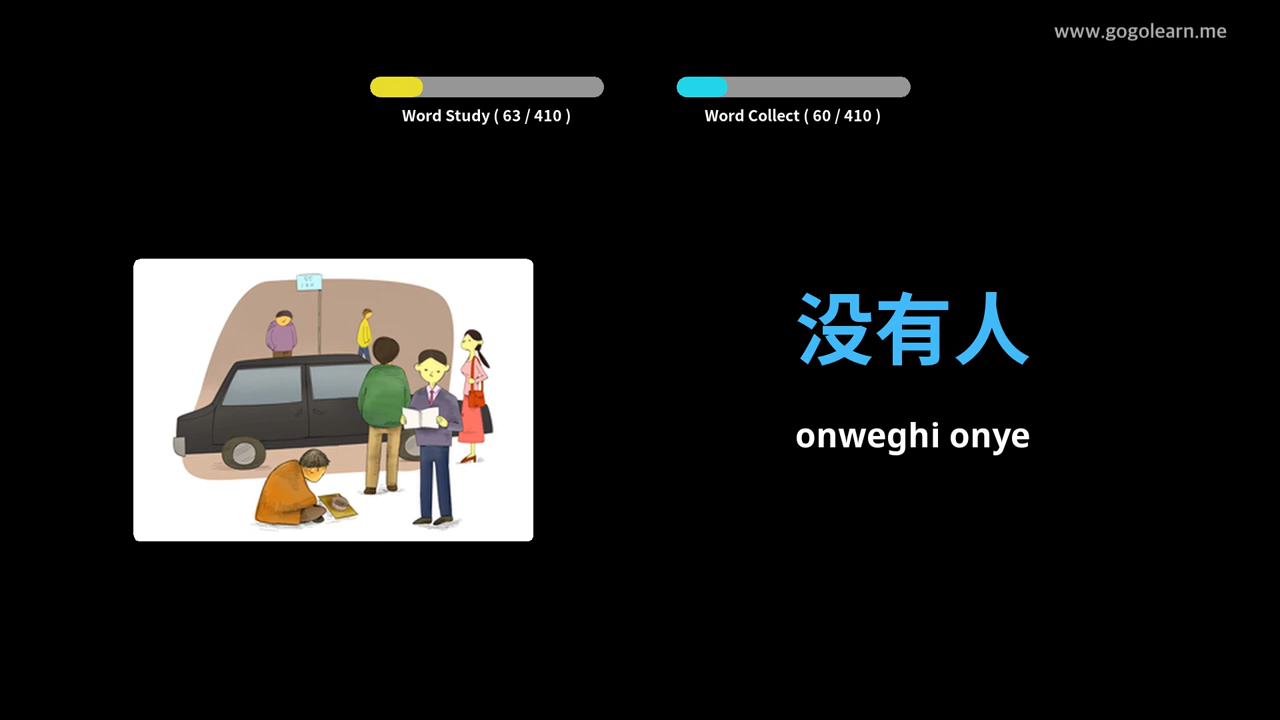 www.gogolearn.me
Word Study ( 63 / 410 )
Word Collect ( 60 / 410 )
没有人
onweghi onye